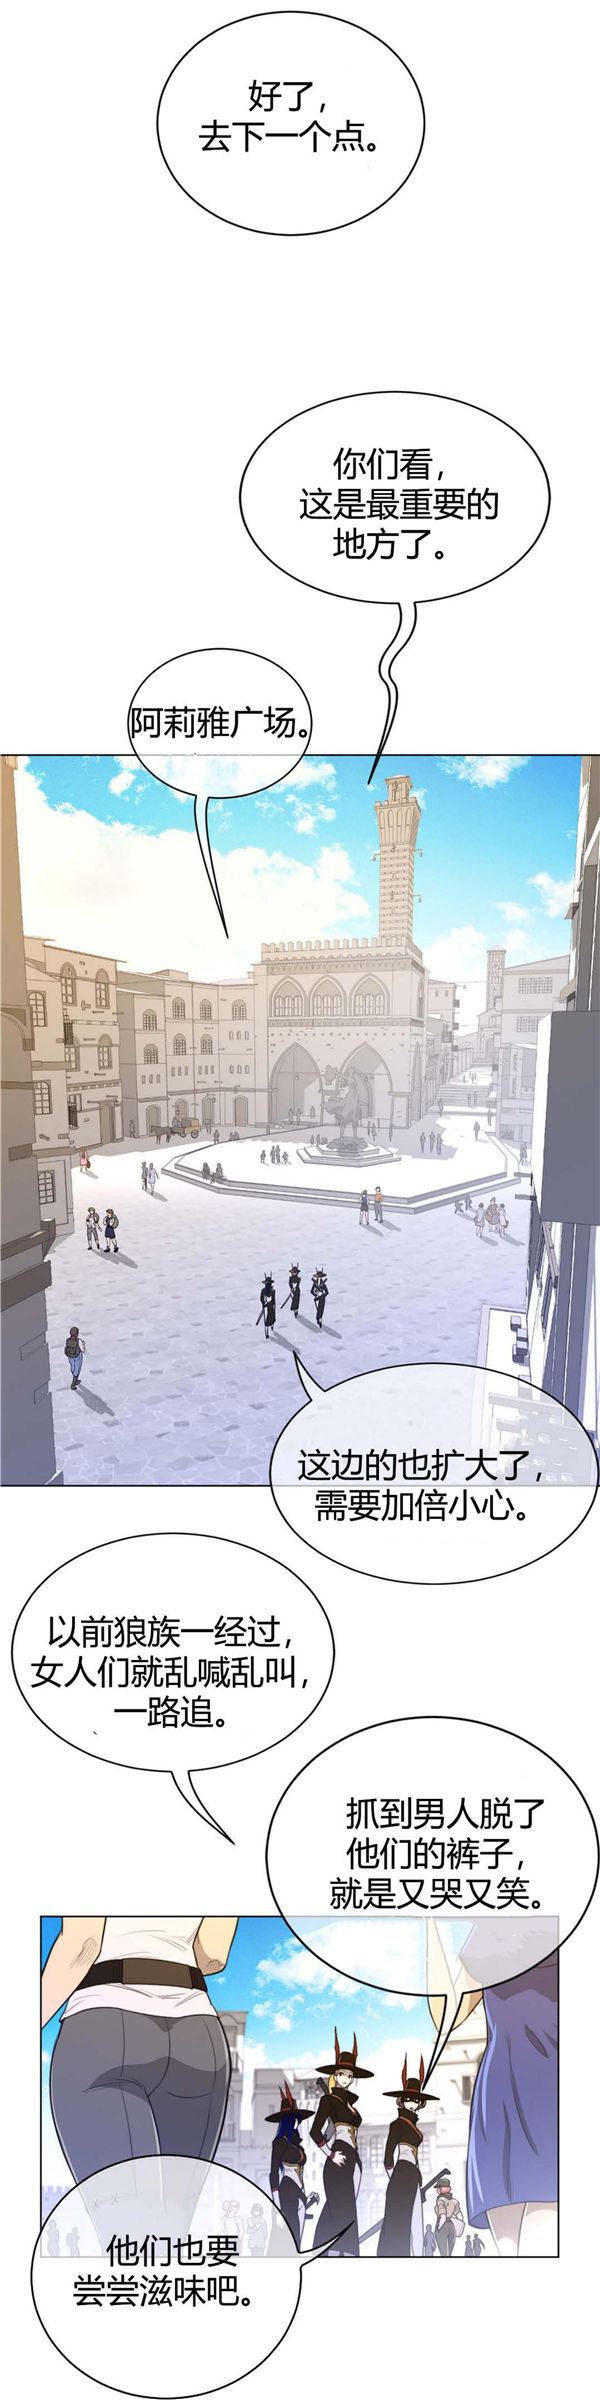 好了，
去下一个点。
你们看，
这是最重要的
地方了。
阿莉雅广场。
这边的也扩大了，
需要加倍小心。
以前狼族一经过，
女人们就乱喊乱叫，
一路追。
抓到男人脱了
他们的裤子，
就是又哭又笑。
他们也要
尝尝滋味吧。